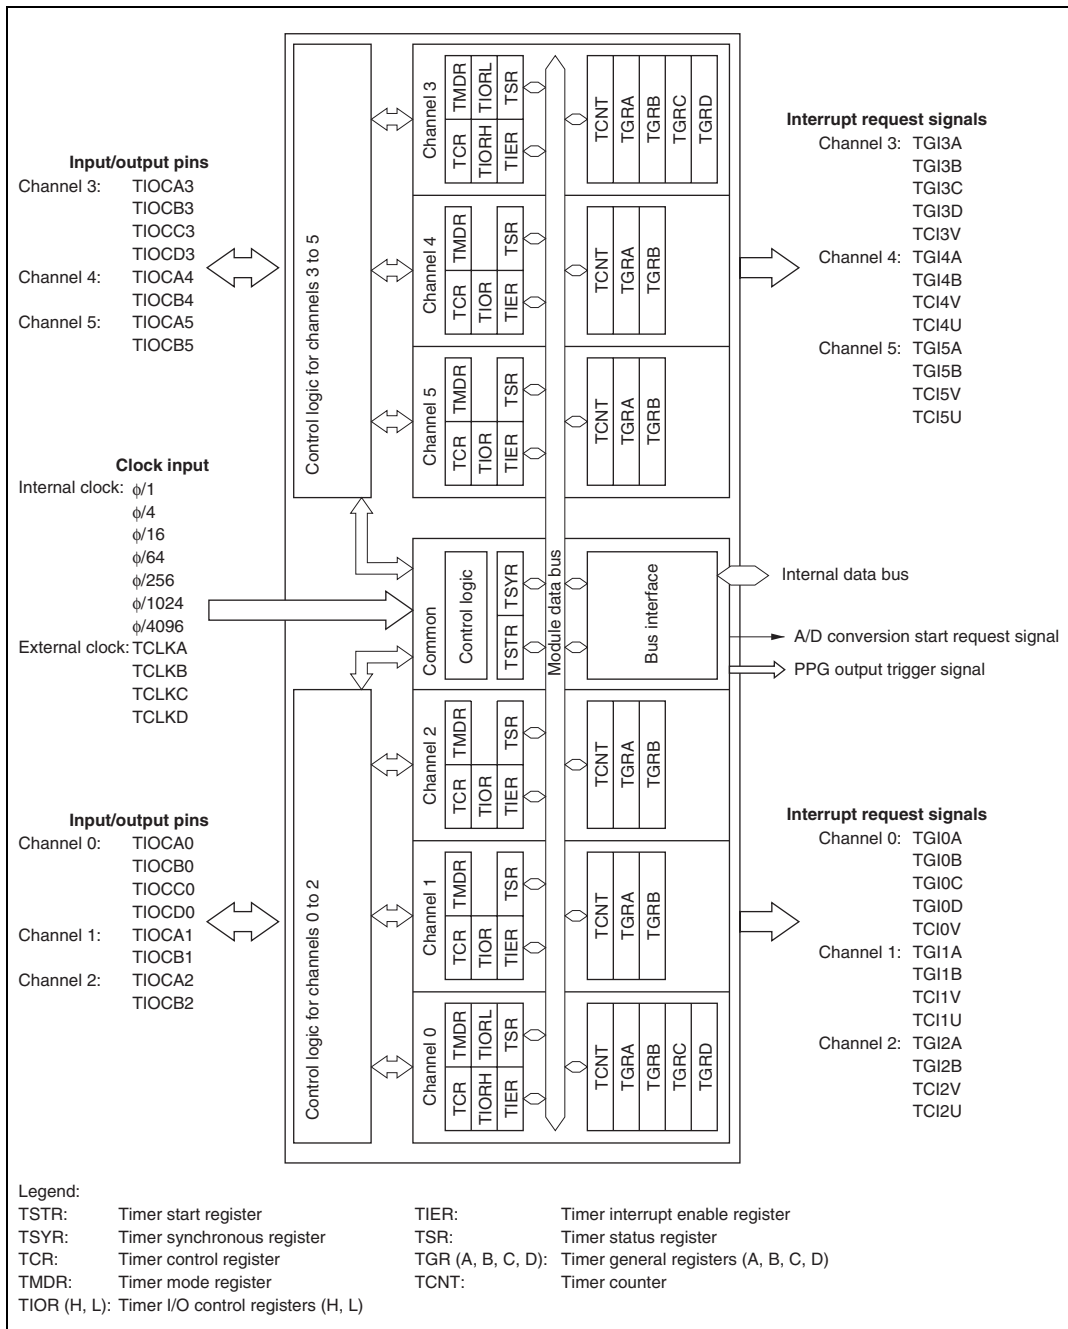 Input/output pins
Channel 3: TIOCA3
TIOCB3
TIOCC3
TIOCD3
Channel 4: TIOCA4
TIOCB4
Channel 5: TIOCA5
TIOCB5
Clock input
Internal clock: ϕ/1
ϕ/4
ϕ/16
ϕ/64
ϕ/256
ϕ/1024
ϕ/4096
External clock: TCLKA
TCLKB
TCLKC
TCLKD
Input/output pins
Channel 0: TIOCA0
TIOCB0
TIOCC0
TIOCD0
Channel 1: TIOCA1
TIOCB1
Channel 2: TIOCA2
TIOCB2
Control logic for channels 3 to 5
Control logic for channels 0 to 2
Channel 3
TCR TMDR
TIORH TIORL
TIER TSR
TCNT
TGRA
TGRB
TGRC
TGRD
Channel 4
TCR TMDR
TIOR
TIER TSR
TCNT
TGRA
TGRB
Channel 5
TCR TMDR
TIOR
TIER TSR
TCNT
TGRA
TGRB
Common
Control logic
TSTR TSYR
Module data bus
Bus interface
Channel 2
TCR TMDR
TIOR
TIER TSR
TCNT
TGRA
TGRB
Channel 1
TCR TMDR
TIOR
TIER TSR
TCNT
TGRA
TGRB
Channel 0
TCR TMDR
TIORH TIORL
TIER TSR
TCNT
TGRA
TGRB
TGRC
TGRD
Interrupt request signals
Channel 3: TGI3A
TGI3B
TGI3C
TGI3D
TCI3V
Channel 4: TGI4A
TGI4B
TCI4V
TCI4U
Channel 5: TGI5A
TGI5B
TCI5V
TCI5U
Internal data bus
A/D conversion start request signal
PPG output trigger signal
Interrupt request signals
Channel 0: TGI0A
TGI0B
TGI0C
TGI0D
TCI0V
Channel 1: TGI1A
TGI1B
TCI1V
TCI1U
Channel 2: TGI2A
TGI2B
TCI2V
TCI2U
Legend:
TSTR: Timer start register
TSYR: Timer synchronous register
TCR: Timer control register
TMDR: Timer mode register
TIOR (H, L): Timer I/O control registers (H, L)
TIER: Timer interrupt enable register
TSR: Timer status register
TGR (A, B, C, D): Timer general registers (A, B, C, D)
TCNT: Timer counter